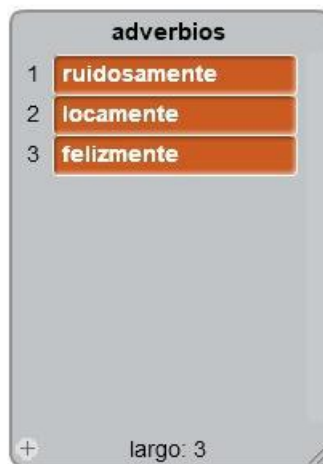 adverbios
1 ruidosamente
2 locamente
3 felizmente
+ largo: 3